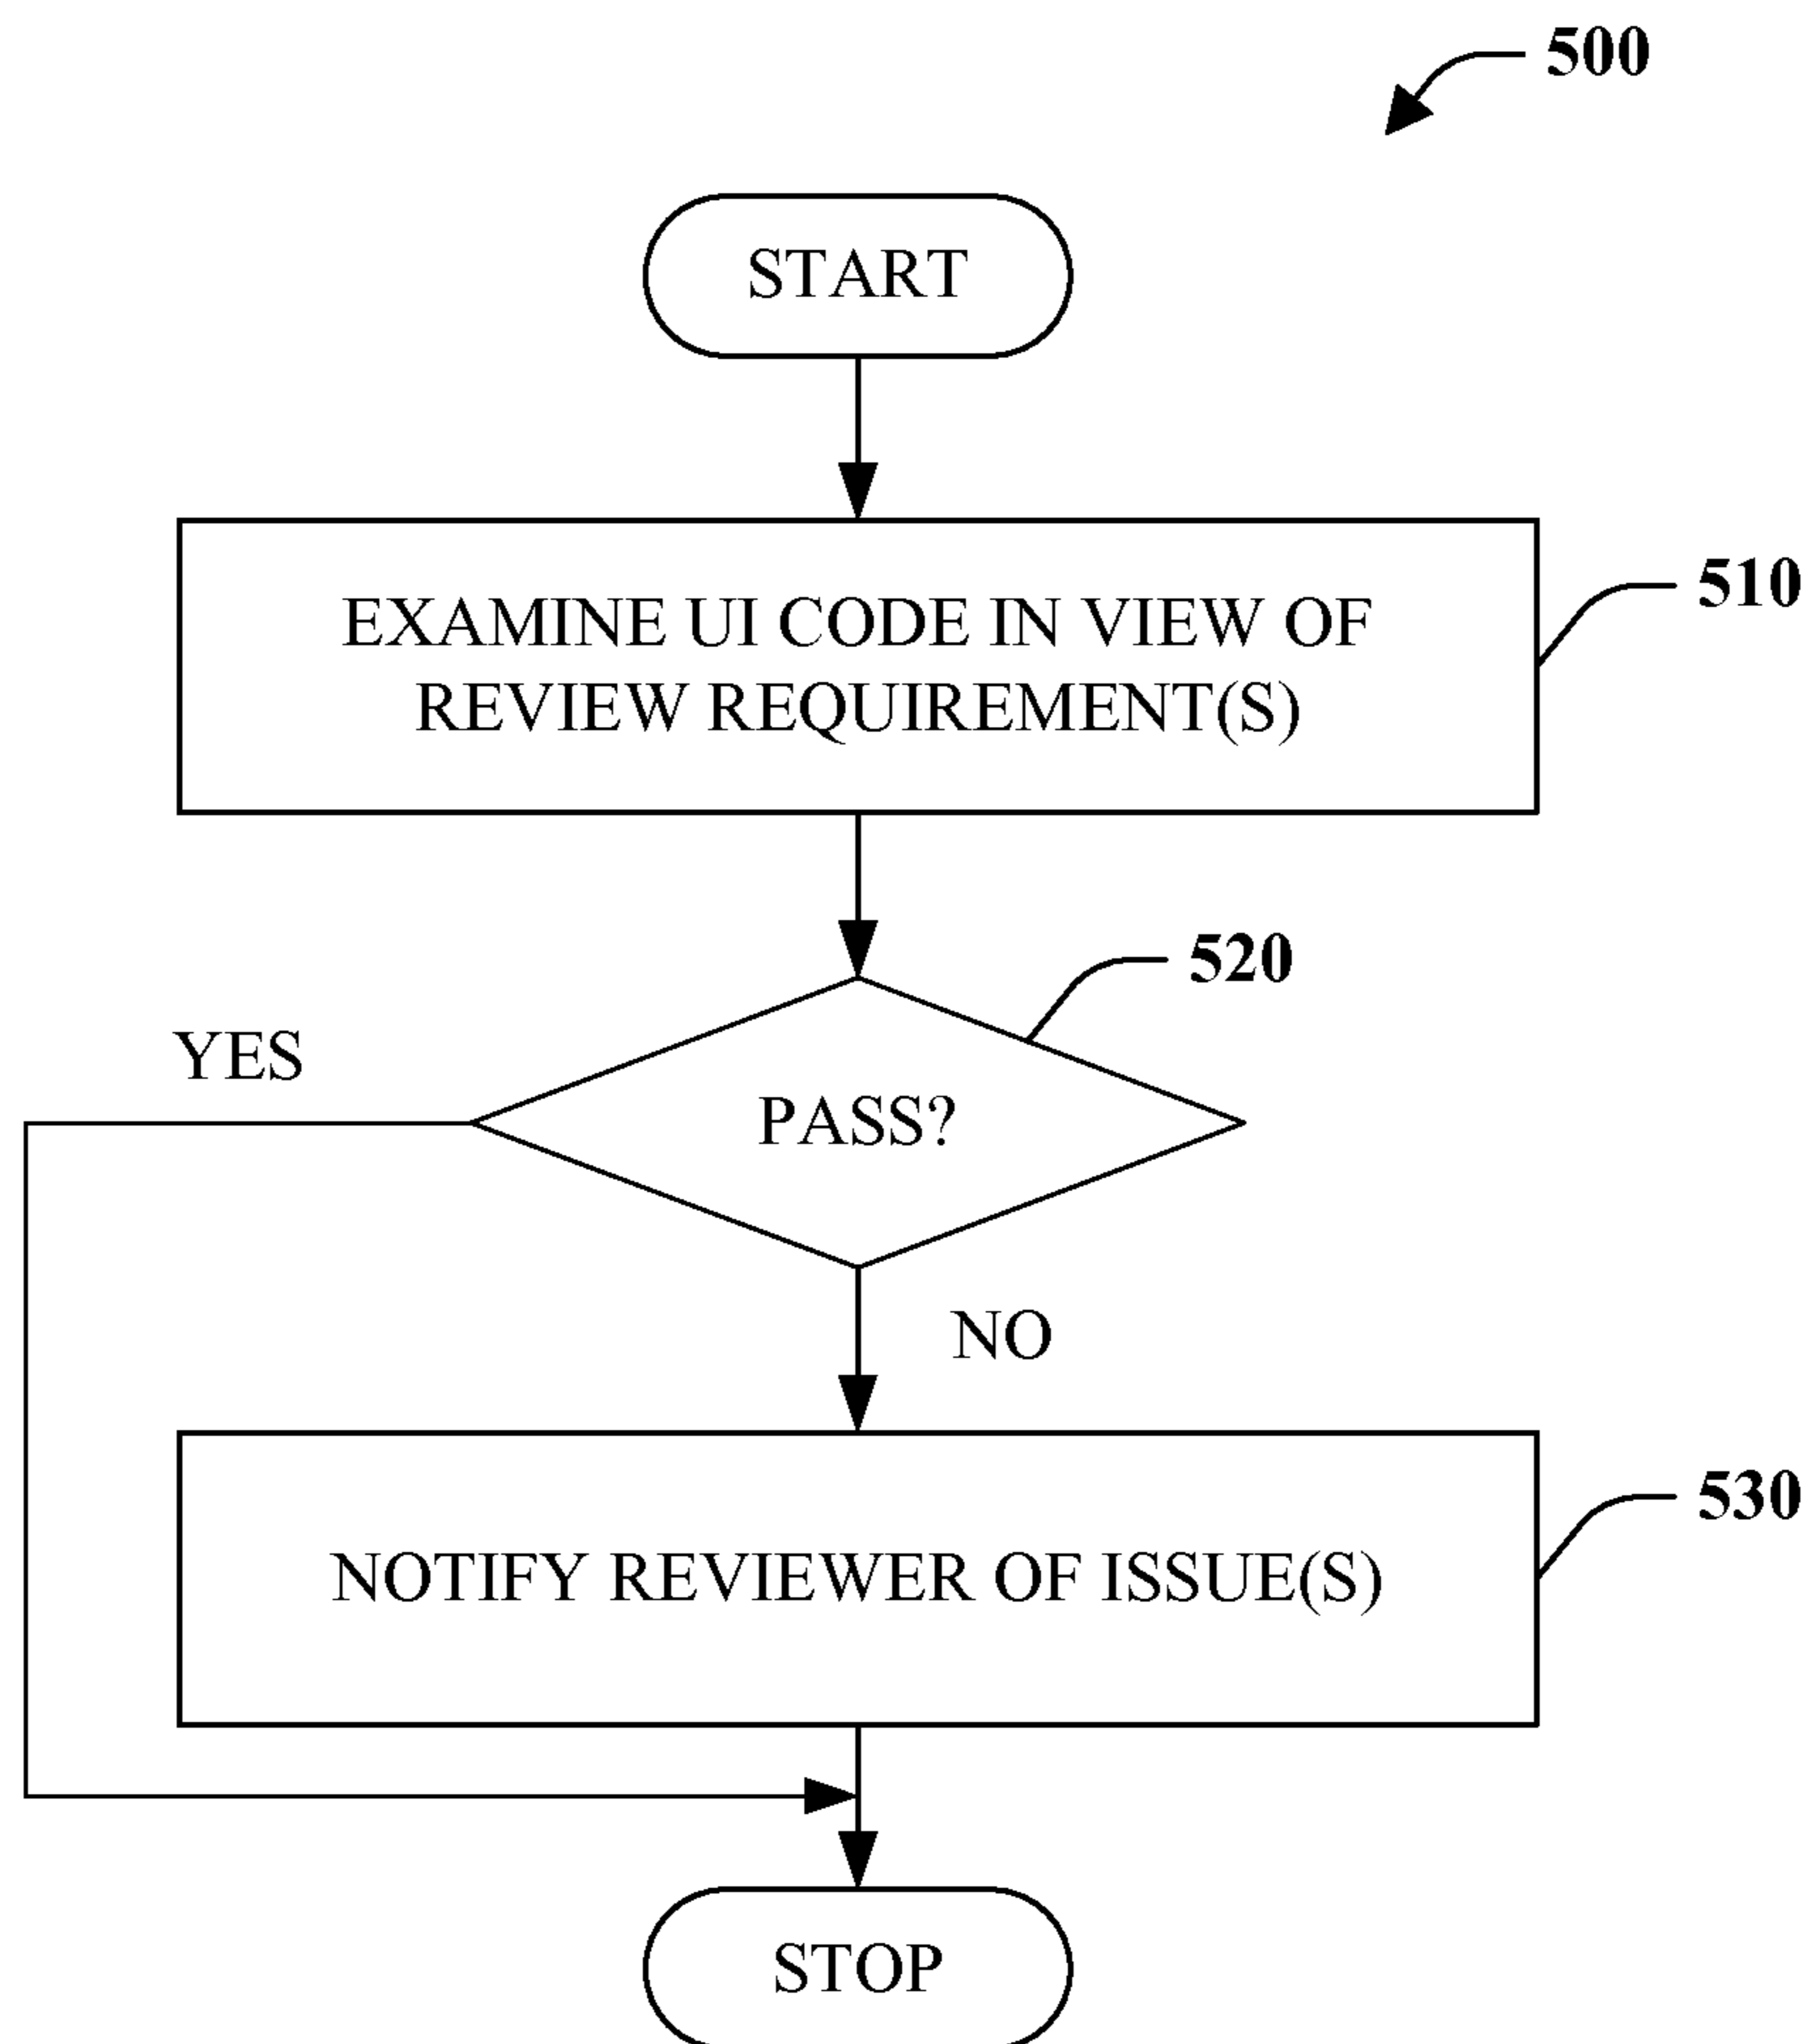 500
START
EXAMINE UI CODE IN VIEW OF
REVIEW REQUIREMENT(S)
510
520
YES
PASS?
NO
NOTIFY REVIEWER OF ISSUE(S)
530
STOP